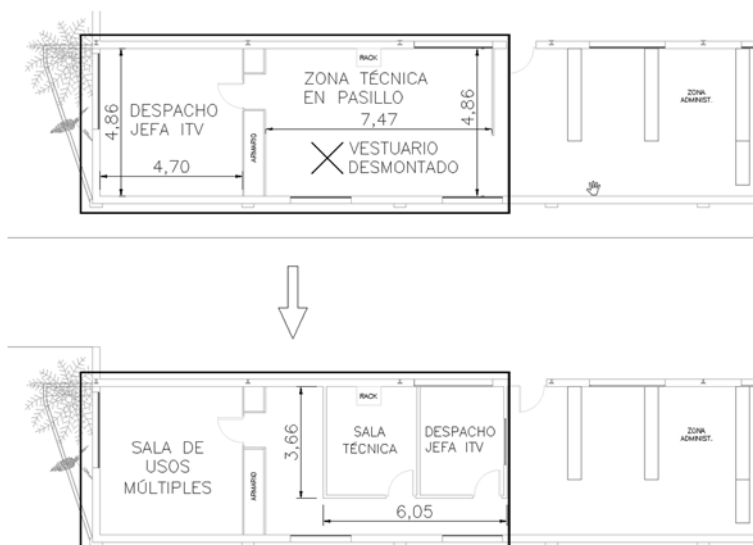 RACK
ZONA TÉCNICA
EN PASILLO
7,47
DESPACHO
JEFA ITV
4,86
4,70
ARMARIO
VESTUARIO
DESMONTADO
4,86
ZONA
ADMINIST.
RACK
SALA DE
USOS
MÚLTIPLES
ARMARIO
3,66
SALA
TÉCNICA
DESPACHO
JEFA ITV
6,05
ZONA
ADMINIST.